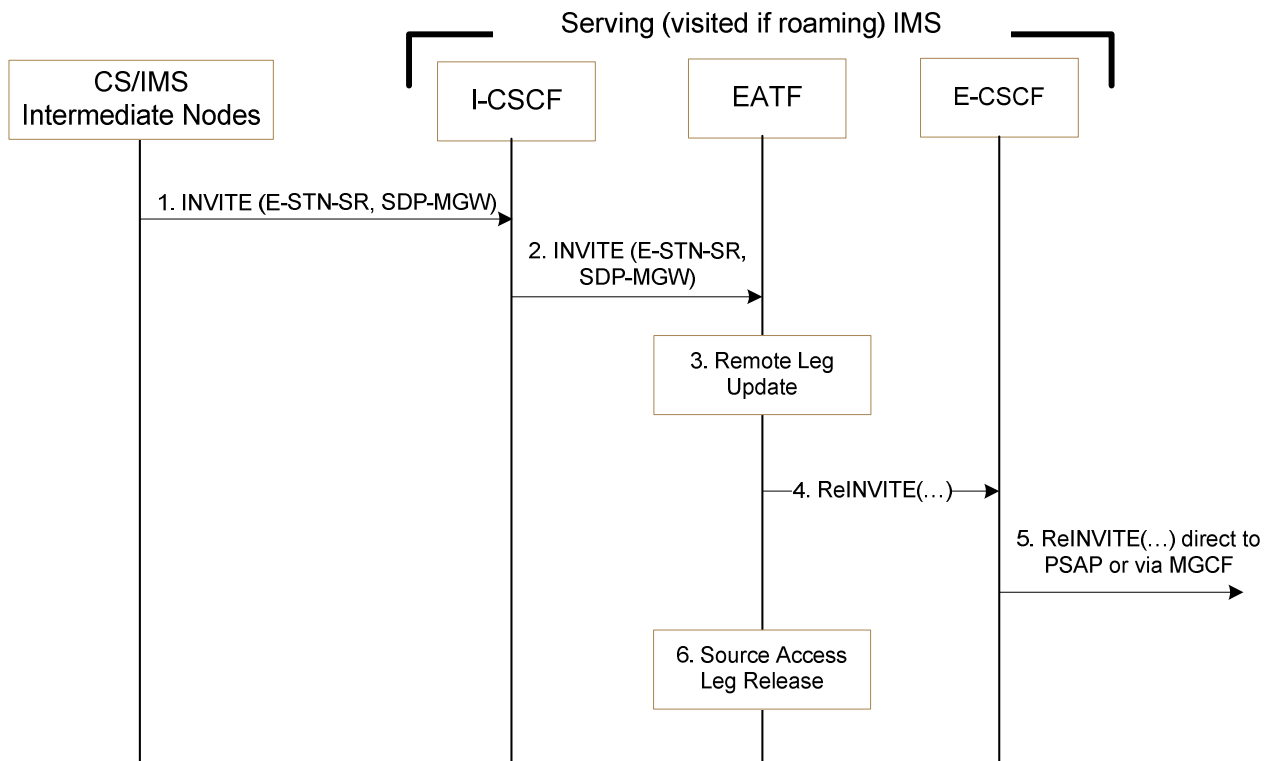 Serving (visited if roaming) IMS
CS/IMS
Intermediate Nodes
I-CSCF
EATF
E-CSCF
1. INVITE (E-STN-SR, SDP-MGW)
2. INVITE (E-STN-SR,
SDP-MGW)
3. Remote Leg
Update
4. ReINVITE(…)
5. ReINVITE(…) direct to
PSAP or via MGCF
6. Source Access
Leg Release